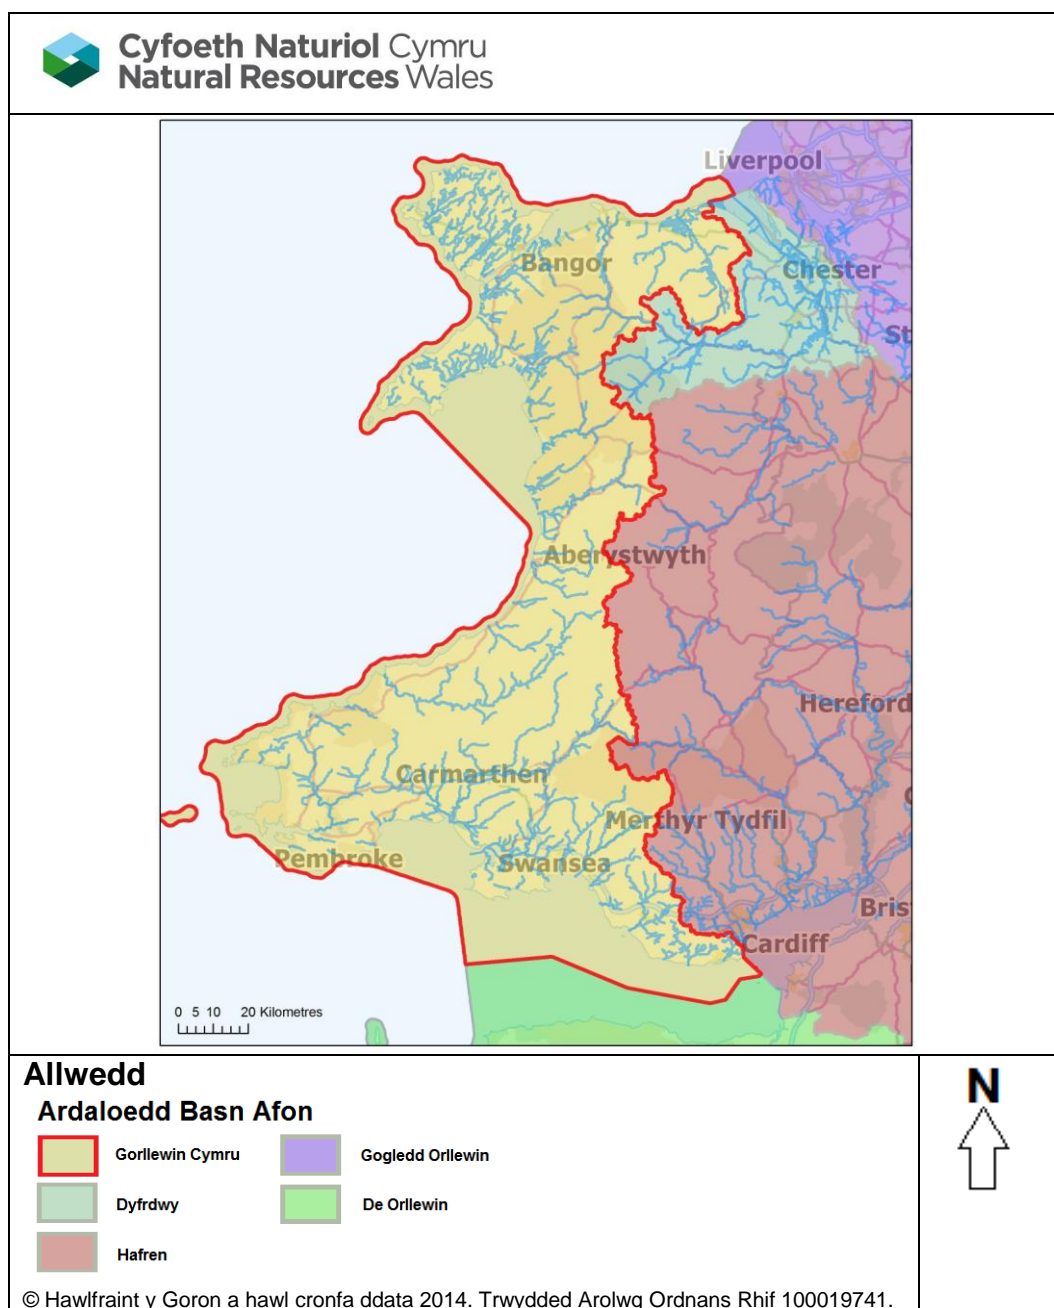 Cyfoeth Naturiol Cymru
Natural Resources Wales
Liverpool
Bangor
Chester
St
Aberystwyth
Hereford
Carmarthen
Merthyr Tydfil
Pembroke
Swansea
Bris
Cardiff
0 5 10 20 Kilometres
Allwedd
N
Ardaloedd Basn Afon
Gorllewin Cymru
Gogledd Orllewin
Dyfrdwy
De Orllewin
Hafren
© Hawlfraint y Goron a hawl cronfa ddata 2014. Trwydded Arolwg Ordnans Rhif 100019741.